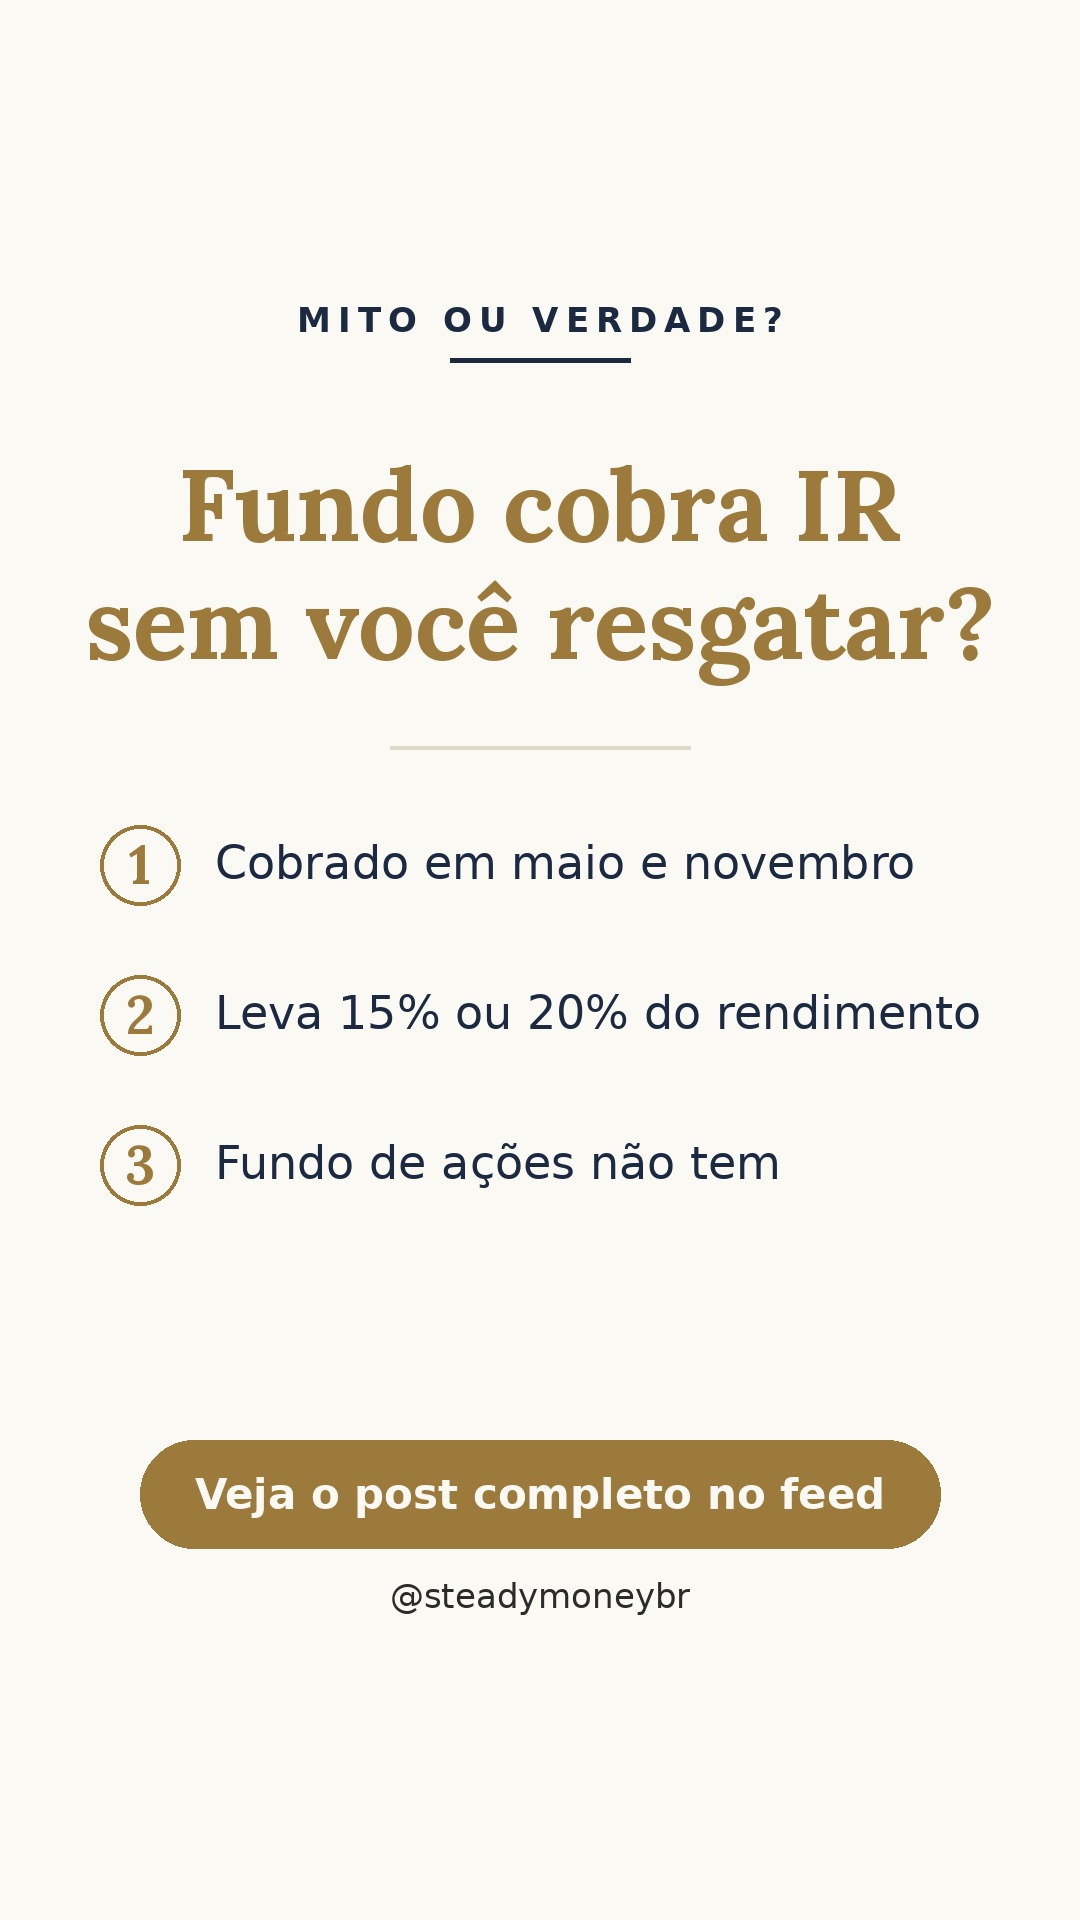 MITO OU VERDADE?
Fundo cobra IR
sem você resgatar?
1 Cobrado em maio e novembro
2 Leva 15% ou 20% do rendimento
3 Fundo de ações não tem
Veja o post completo no feed
@steadymoneybr